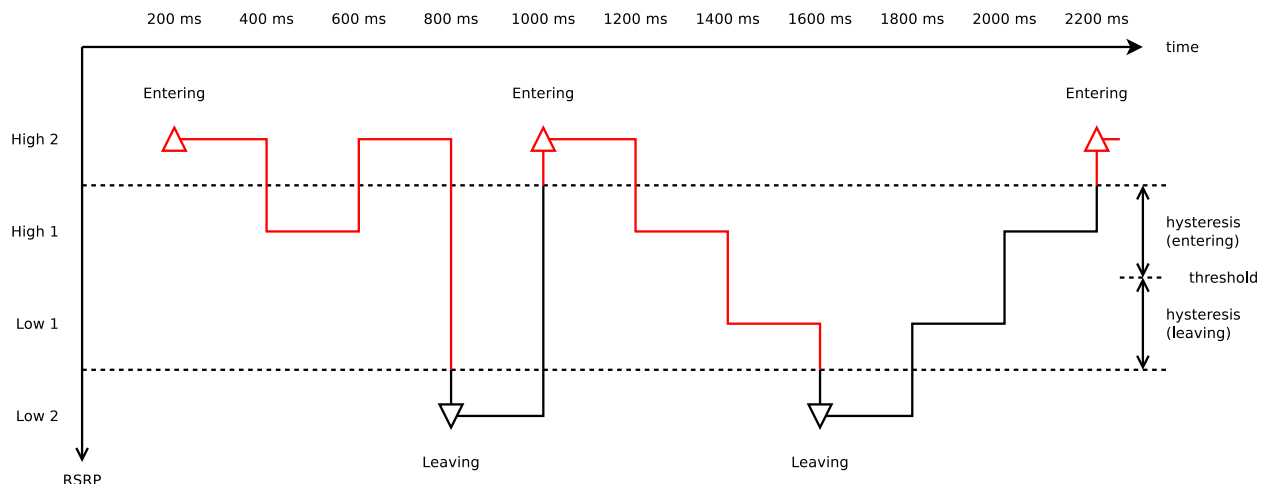 200 ms 400 ms 600 ms 800 ms 1000 ms 1200 ms 1400 ms 1600 ms 1800 ms 2000 ms 2200 ms
time
Entering Entering Entering
High 2
High 1
hysteresis
(entering)
threshold
Low 1
hysteresis
(leaving)
Low 2
Leaving Leaving
RSRP